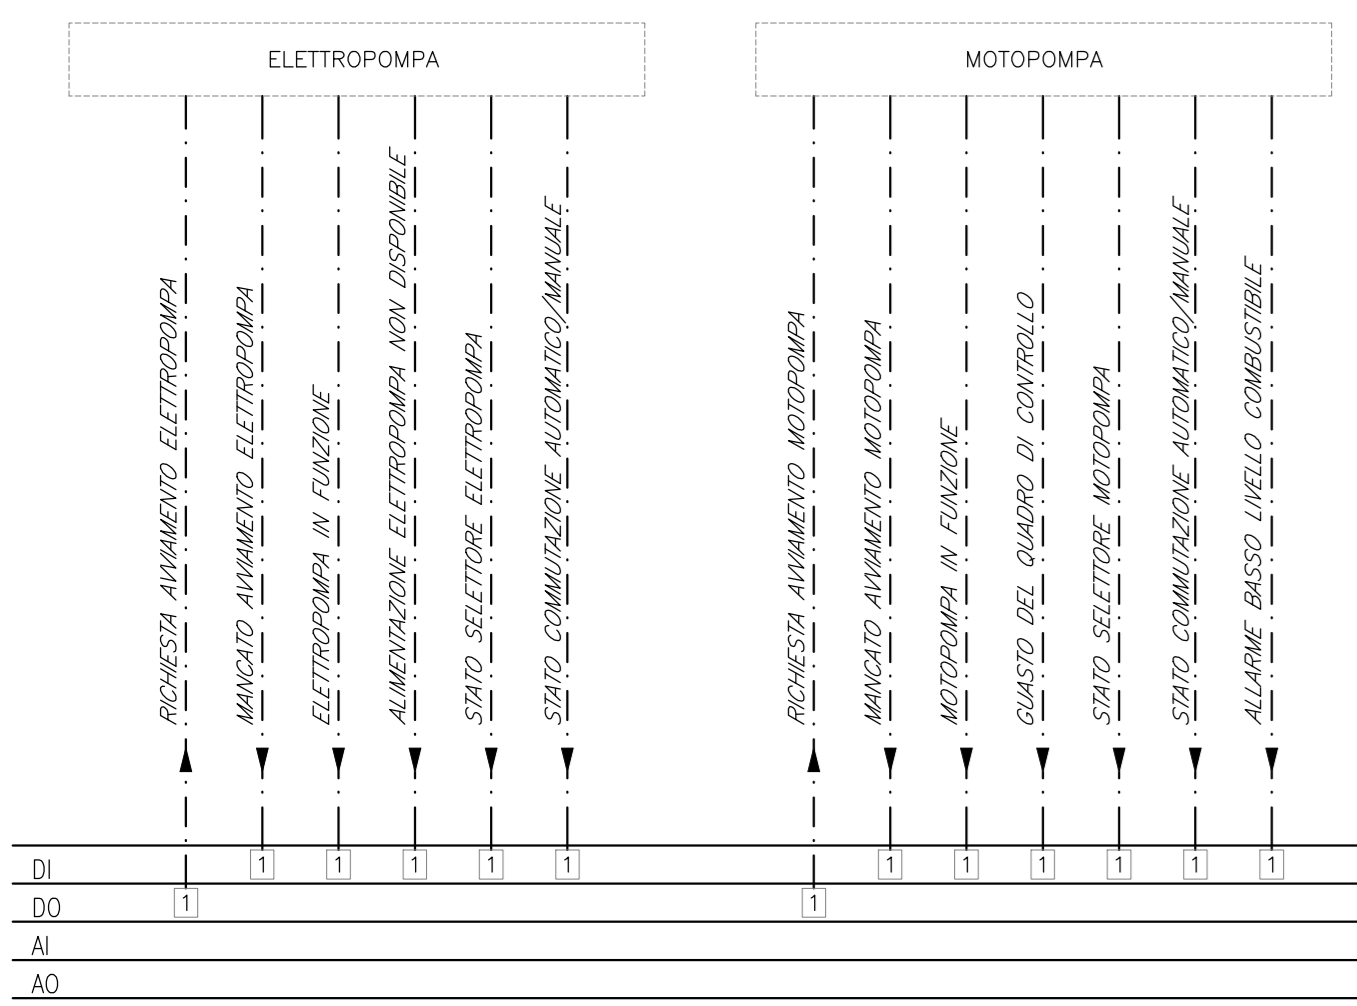 ELETTROPOMPA
MOTOPOMPA
RICHIESTA AVVIAMENTO ELETTROPOMPA
MANCATO AVVIAMENTO ELETTROPOMPA
ELETTROPOMPA IN FUNZIONE
ALIMENTAZIONE ELETTROPOMPA NON DISPONIBILE
STATO SELETTORE ELETTROPOMPA
STATO COMMUTAZIONE AUTOMATICO/MANUALE
RICHIESTA AVVIAMENTO MOTOPOMPA
MANCATO AVVIAMENTO MOTOPOMPA
MOTOPOMPA IN FUNZIONE
GUASTO DEL QUADRO DI CONTROLLO
STATO SELETTORE MOTOPOMPA
STATO COMMUTAZIONE AUTOMATICO/MANUALE
ALLARME BASSO LIVELLO COMBUSTIBILE
DI 1 1 1 1 1 1 1 1 1 1 1
DO 1 1
AI
AO